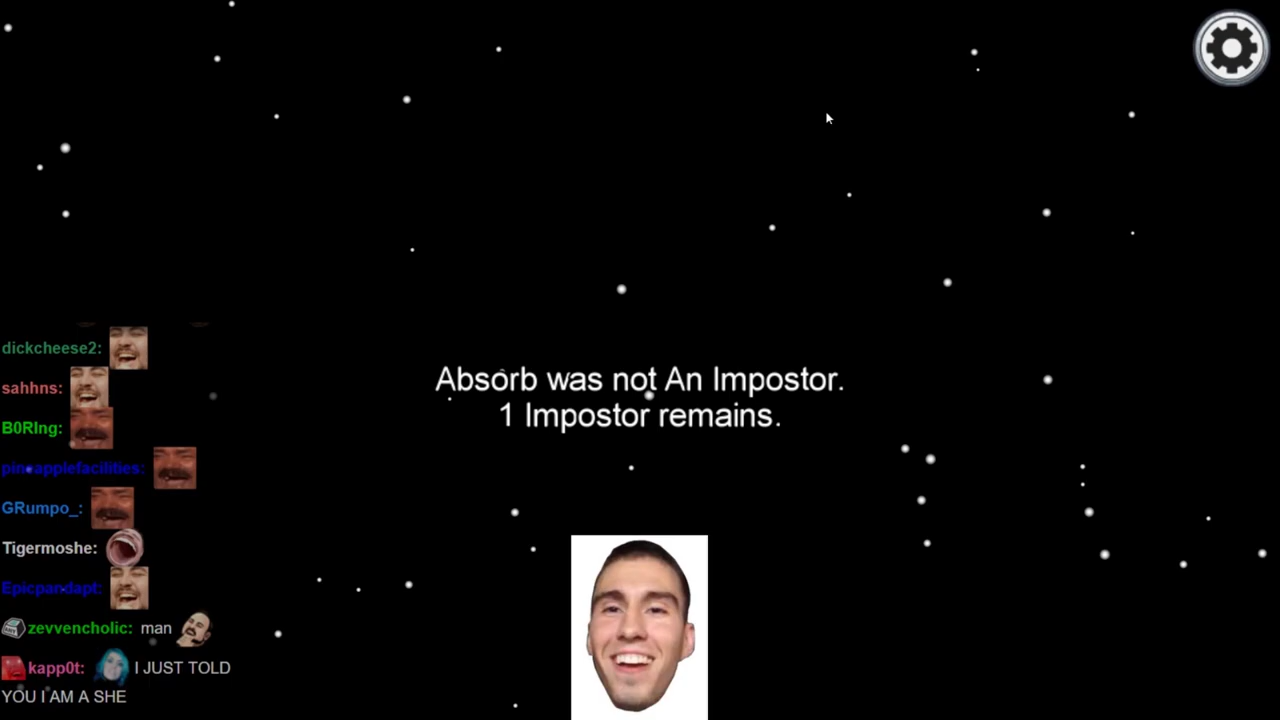 Absorb was not An Impostor.
1 Impostor remains.
dickcheese2:
sahhns:
B0RIng:
pineapplefacilities:
GRumpo_:
Tigermoshe:
Epicpandapt:
zevvencholic: man
kapp0t: I JUST TOLD
YOU I AM A SHE